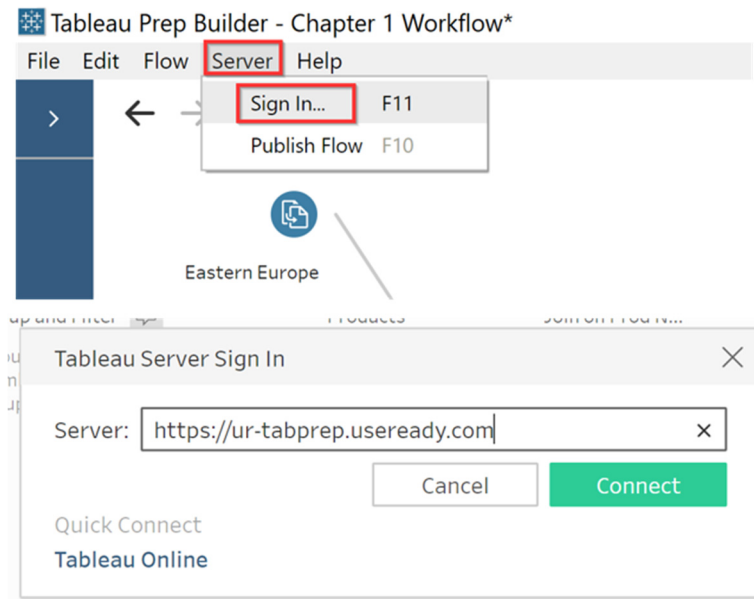 Tableau Prep Builder - Chapter 1 Workflow*
File Edit Flow Server Help
Sign In... F11
Publish Flow F10
Eastern Europe
Tableau Server Sign In
Server: https://ur-tabprep.useready.com
Cancel Connect
Quick Connect
Tableau Online